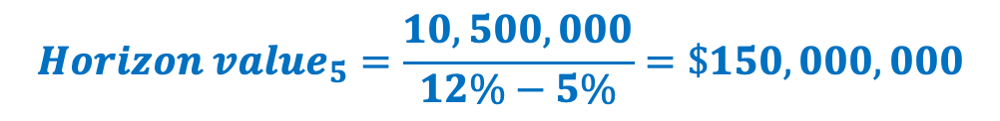 Horizon value₅ = 10,500,000 / 12% − 5% = $150,000,000